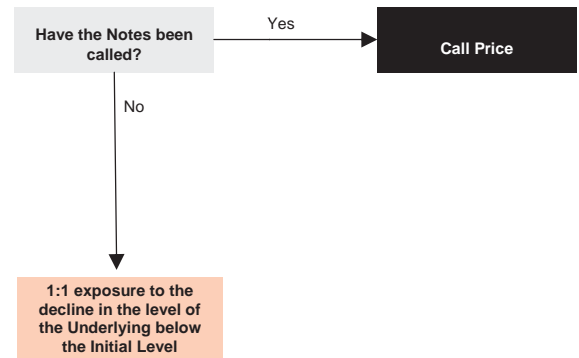 Have the Notes been
called?
Yes
Call Price
No
1:1 exposure to the
decline in the level of
the Underlying below
the Initial Level